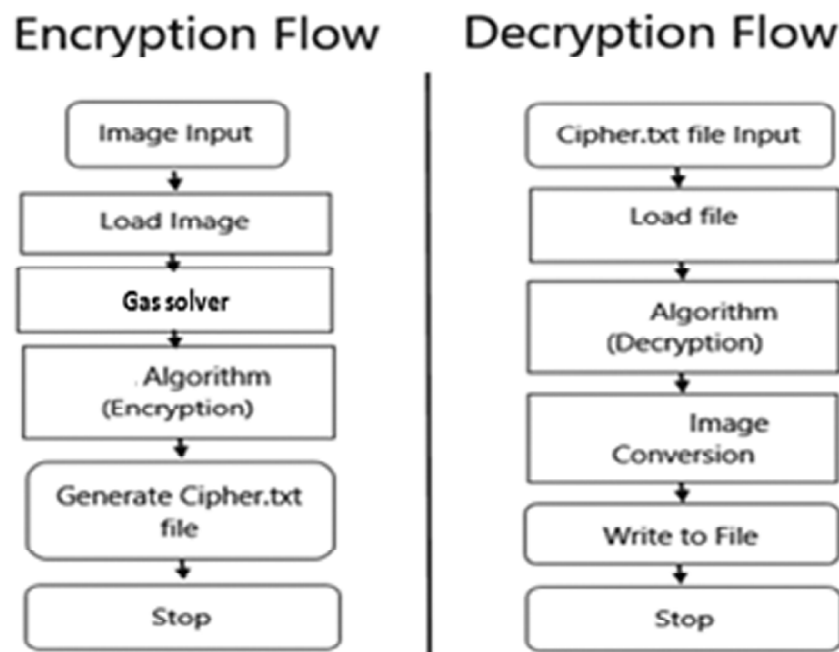 Encryption Flow
Image Input
Load Image
Gas solver
Algorithm
(Encryption)
Generate Cipher.txt
file
Stop
Decryption Flow
Cipher.txt file Input
Load file
Algorithm
(Decryption)
Image
Conversion
Write to File
Stop